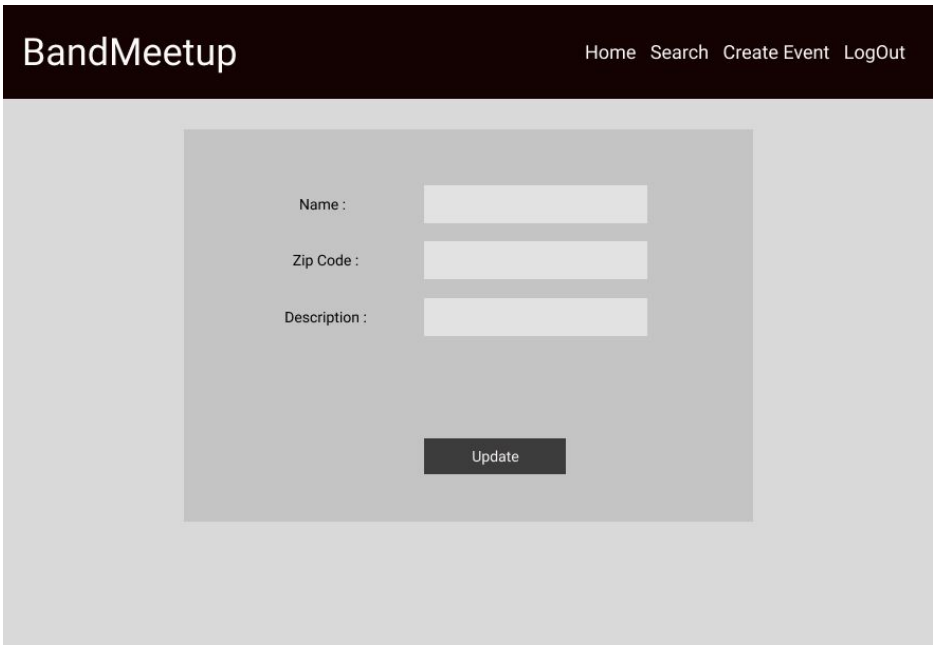 BandMeetup
Home Search Create Event LogOut
Name :
Zip Code :
Description :
Update